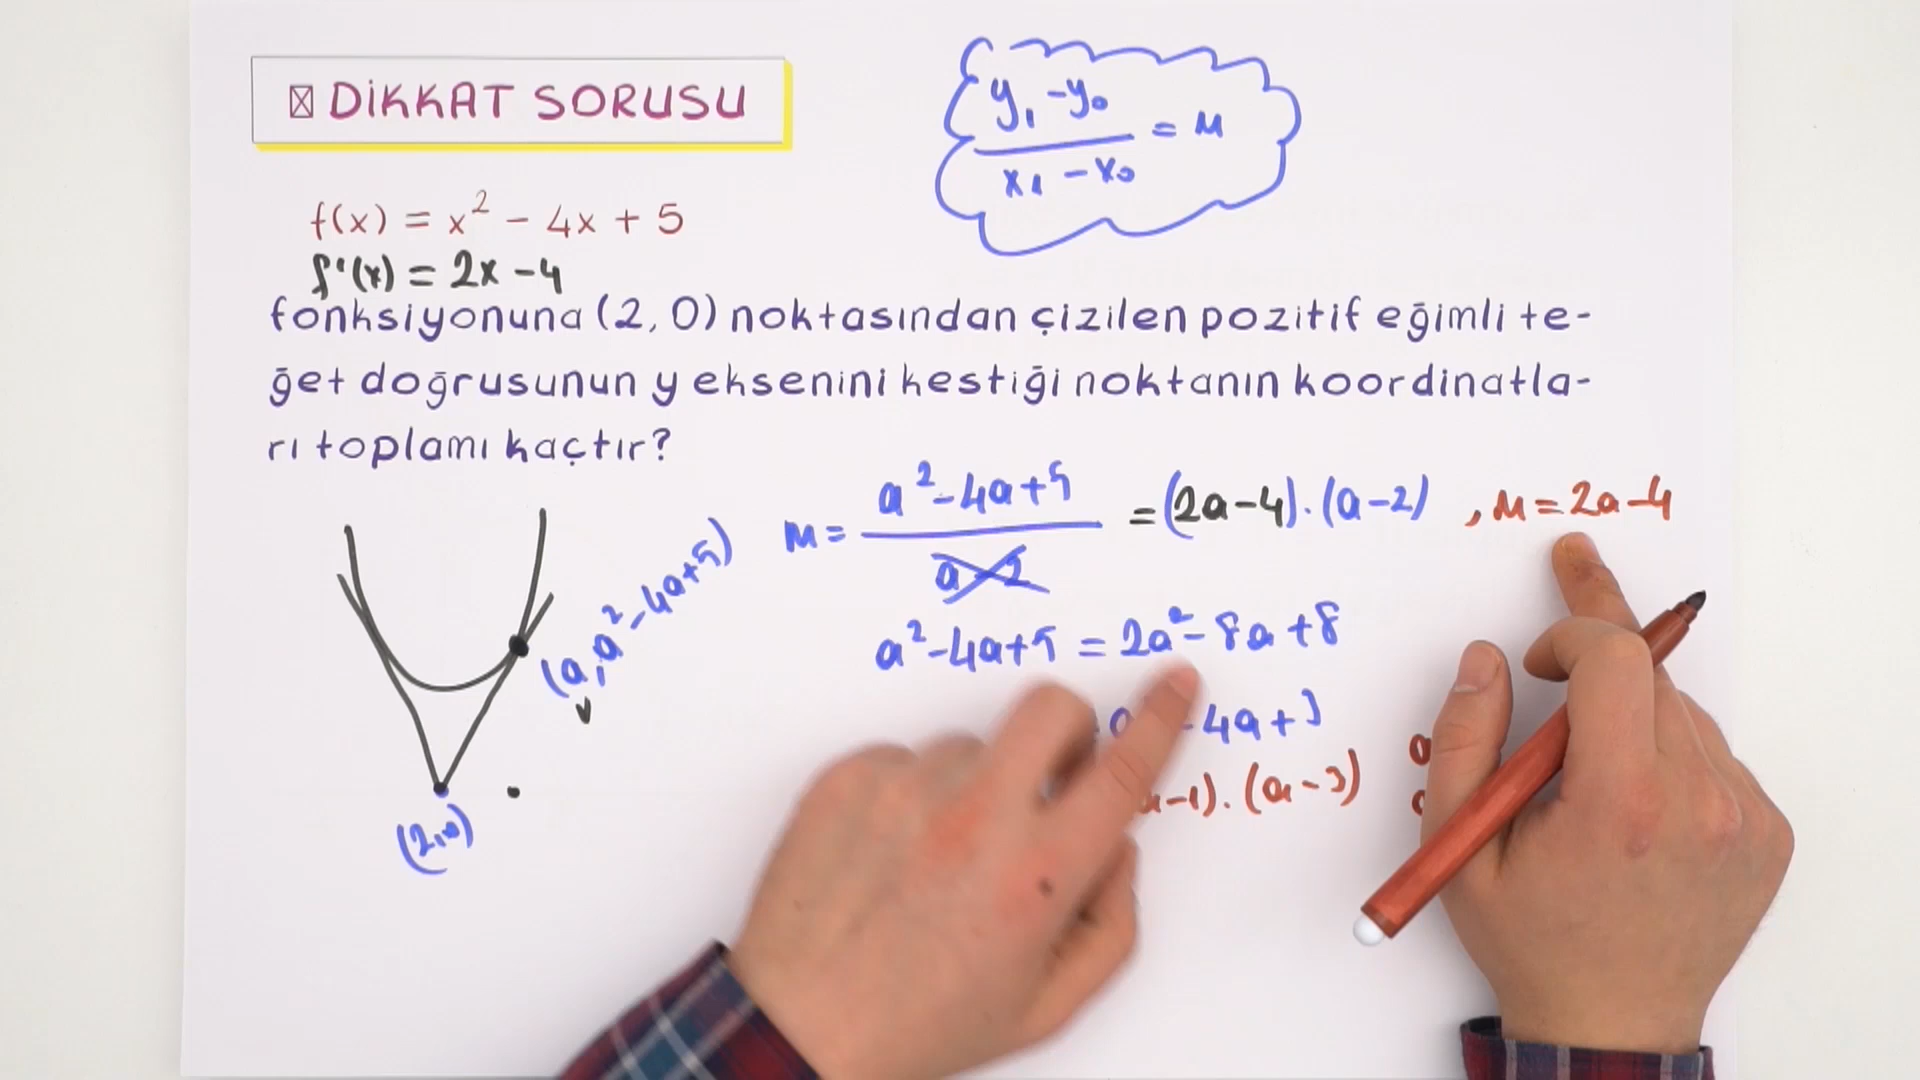 DİKKAT SORUSU
y₁ - y₀
x₁ - x₀
= M
f(x) = x² - 4x + 5
f'(x) = 2x - 4
fonksiyonuna (2, 0) noktasından çizilen pozitif eğimli te-
ğet doğrusunun y eksenini kestiği noktanın koordinatla-
rı toplamı kaçtır?
M = a² - 4a + 5 / a - 2 = (2a - 4) . (a - 2) , M = 2a - 4
a² - 4a + 5 = 2a² - 8a + 8
- 4a + 3
-1) . (a - 3)
(a, a² - 4a + 5)
(2,0)